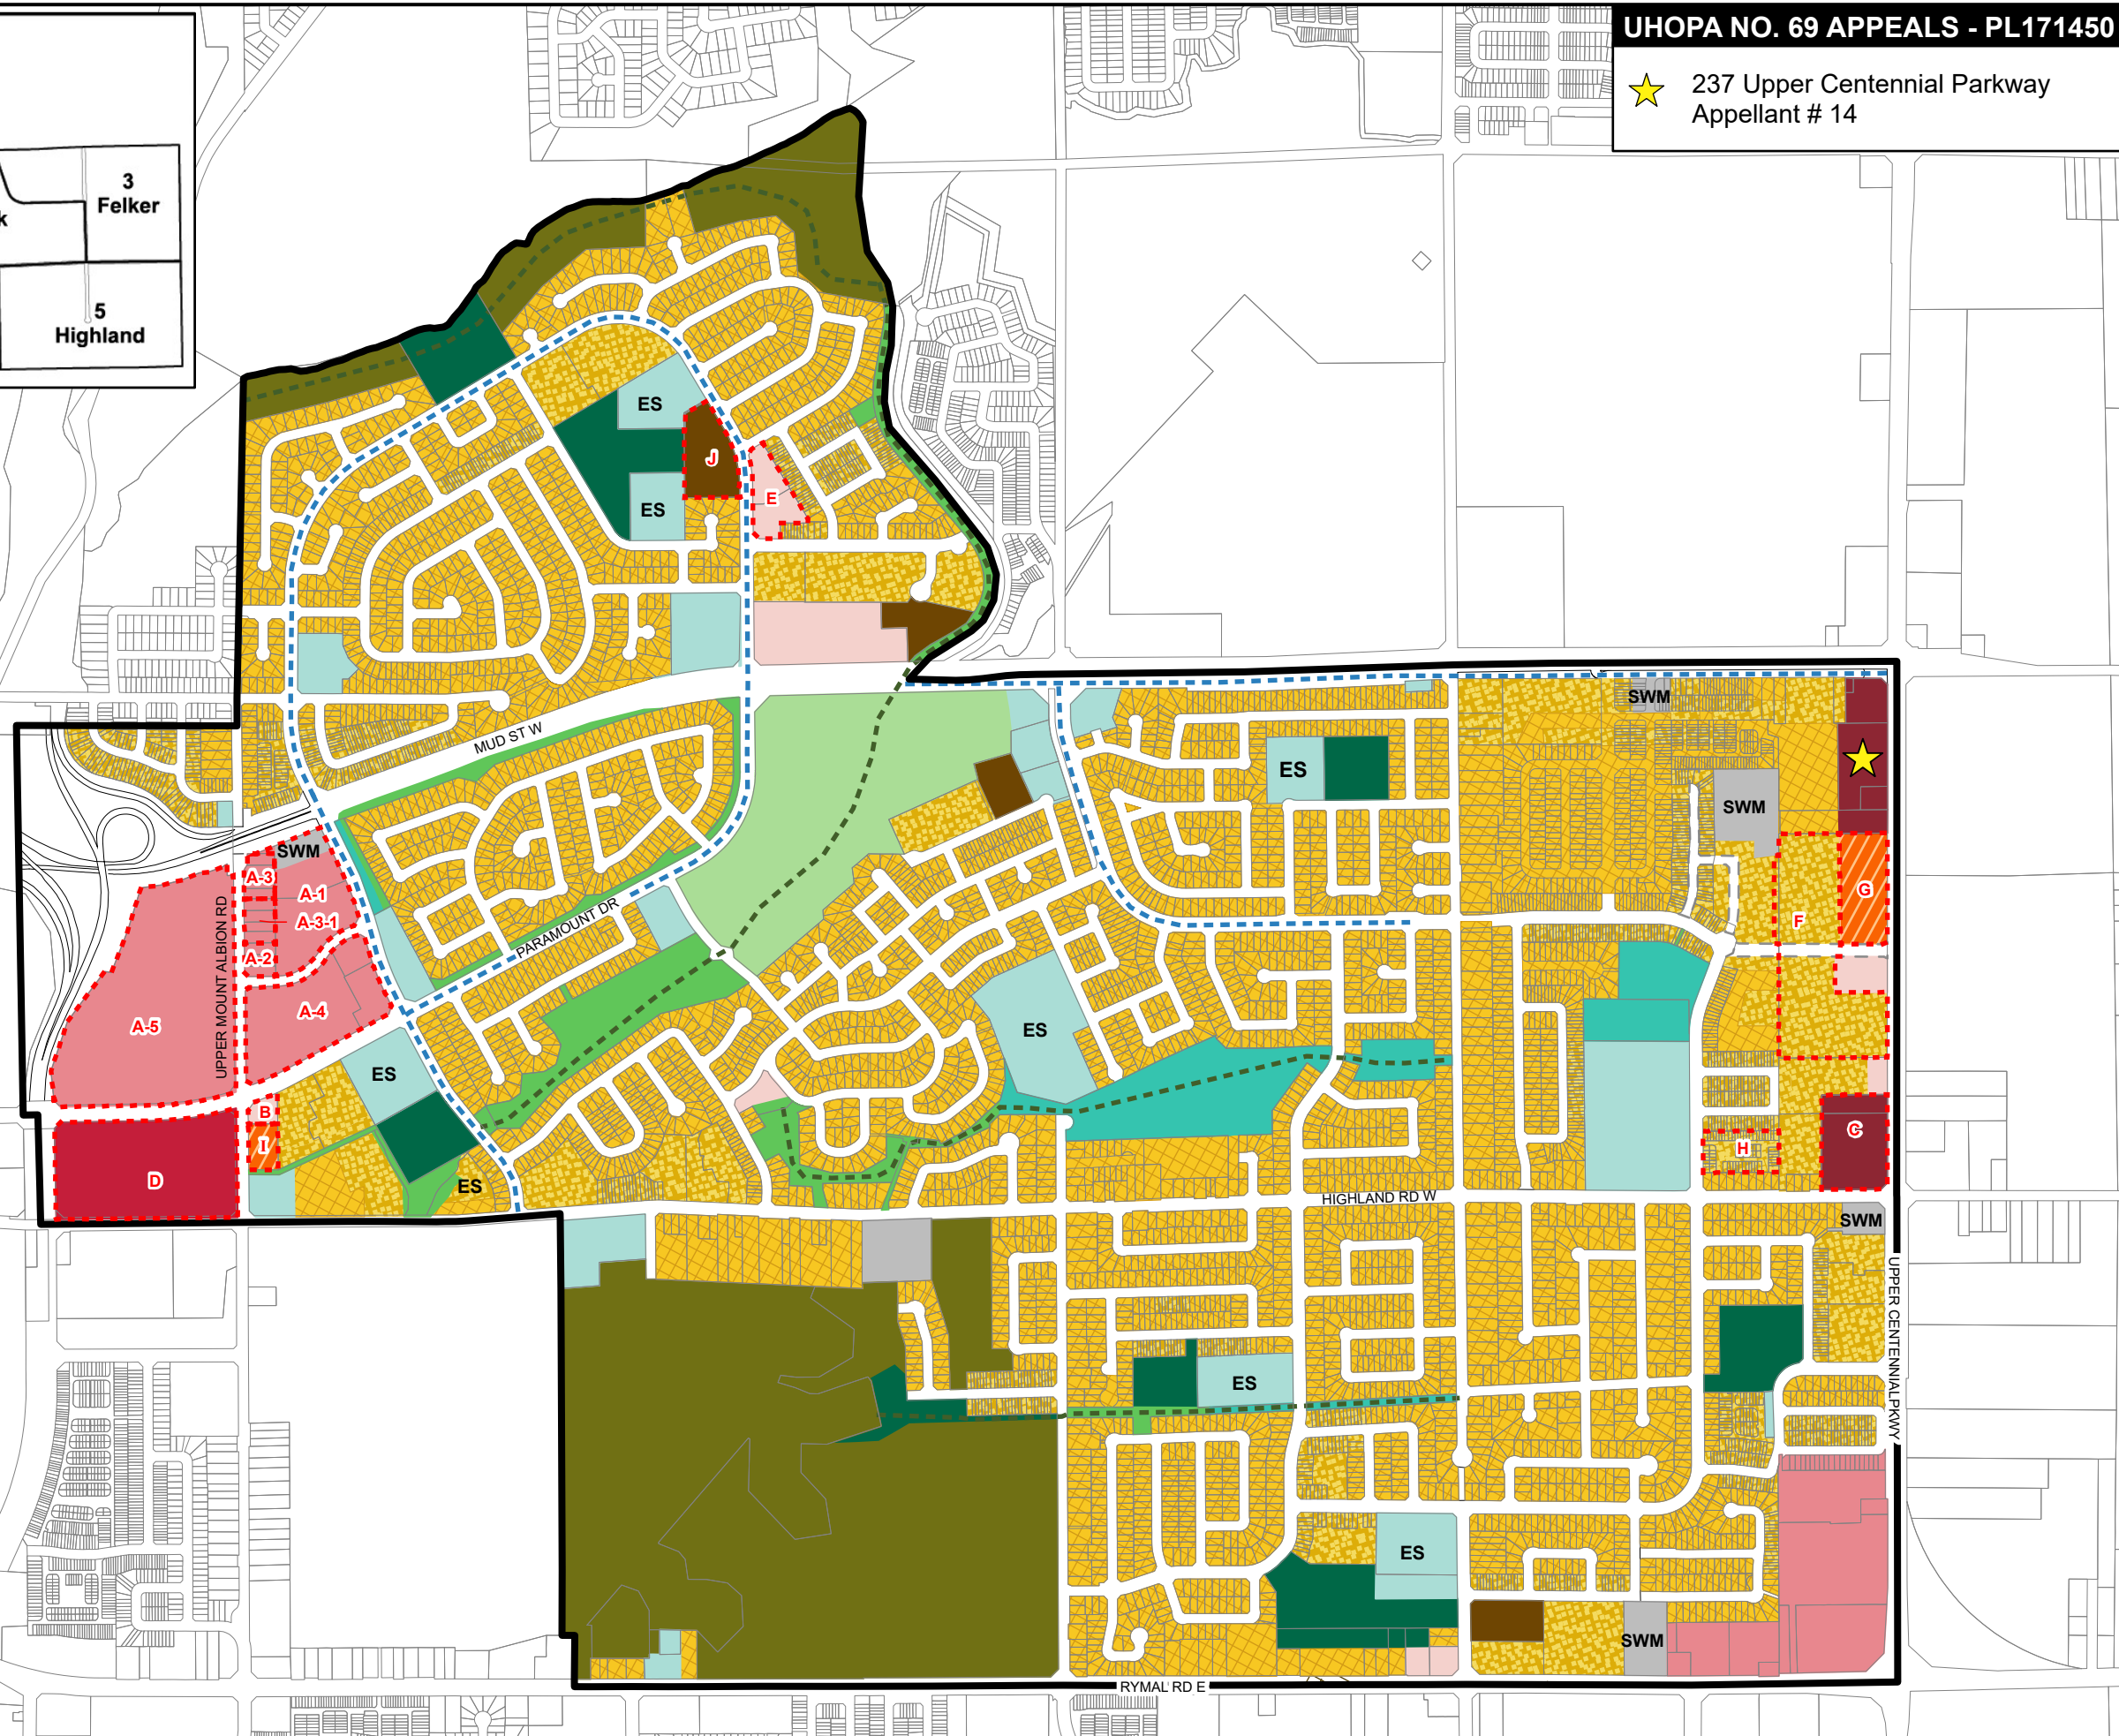 UHOPA NO. 69 APPEALS - PL171450
237 Upper Centennial Parkway
Appellant # 14
3
Felker
k
5
Highland
ES
J
E
ES
SWM
MUD ST W
ES
SWM
SWM
A-3
A-1
G
UPPER MOUNT ALBION RD
A-3-1
PARAMOUNT DR
F
A-2
A-4
A-5
ES
ES
B
C
I
H
D
ES
HIGHLAND RD W
SWM
UPPER CENTENNIAL PKWY
ES
ES
SWM
RYMAL RD E